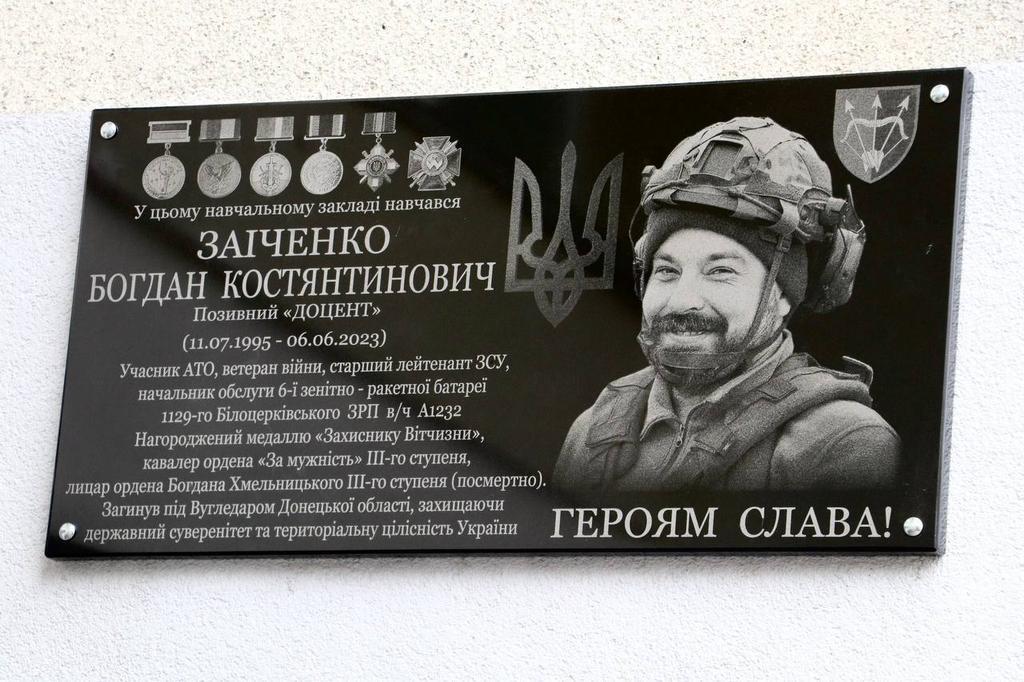 У цьому навчальному закладі навчався
ЗАІЧЕНКО
БОГДАН КОСТЯНТИНОВИЧ
Позивний «ДОЦЕНТ»
(11.07.1995 - 06.06.2023)
Учасник АТО, ветеран війни, старший лейтенант ЗСУ,
начальник обслуги 6-ї зенітно - ракетної батареї
1129-го Білоцерківського ЗРП в/ч А1232
Нагороджений медаллю «Захиснику Вітчизни»,
кавалер ордена «За мужність» ІІІ-го ступеня,
лицар ордена Богдана Хмельницького ІІІ-го ступеня (посмертно).
Загинув під Вугледаром Донецької області, захищаючи
державний суверенітет та територіальну цілісність України
ГЕРОЯМ СЛАВА!